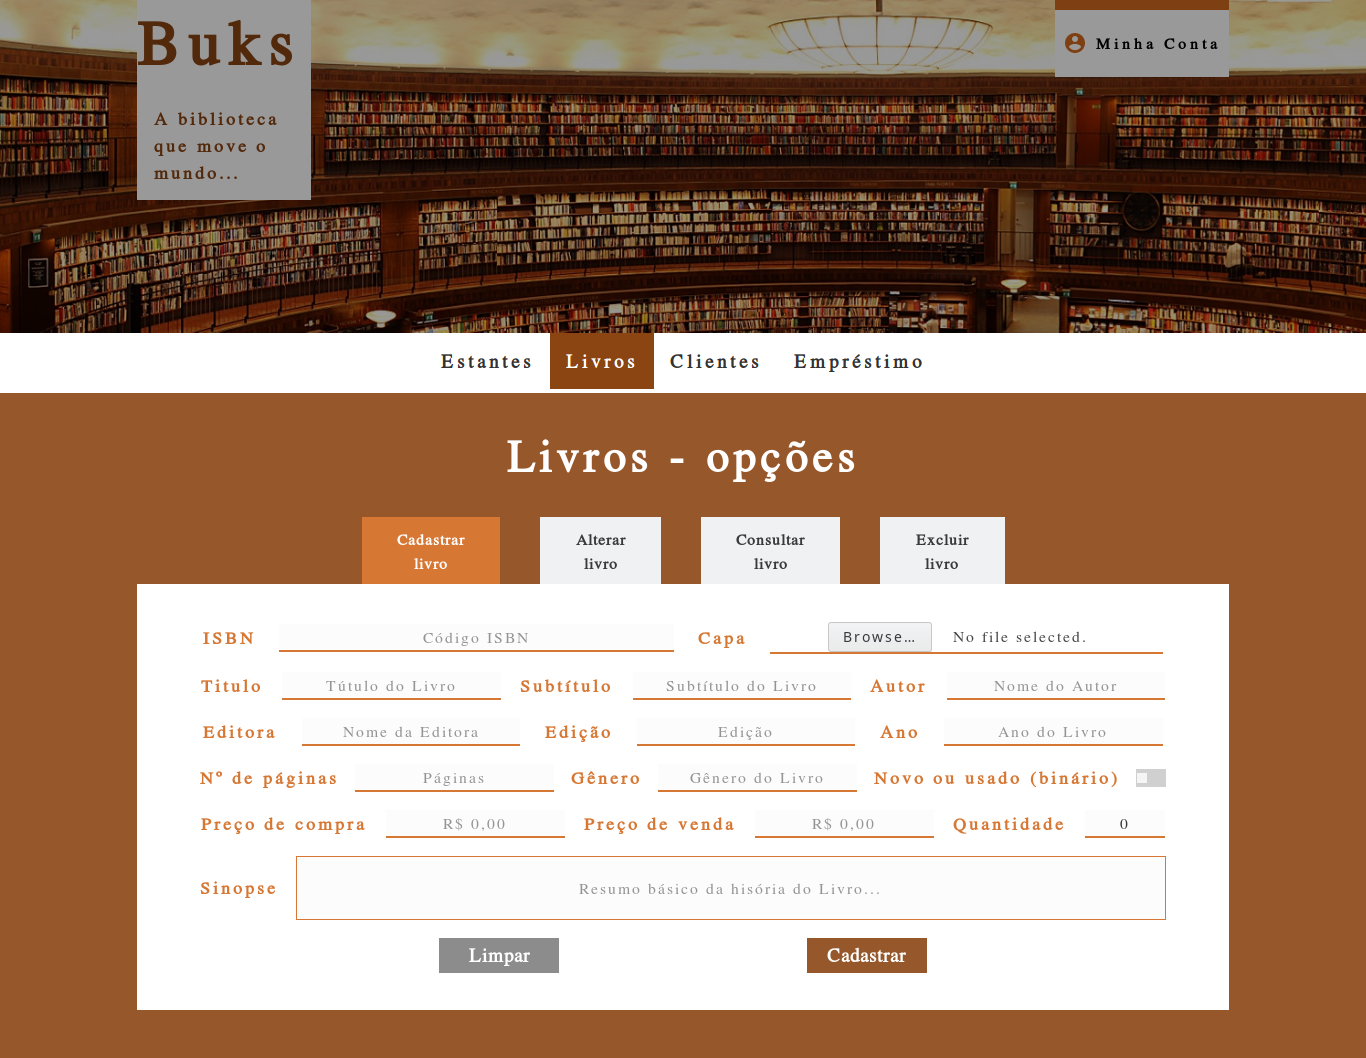 Buks
Minha Conta
A biblioteca
que move o
mundo...
Estantes Livros Clientes Empréstimo
Livros - opções
Cadastrar
livro
Alterar
livro
Consultar
livro
Excluir
livro
ISBN Código ISBN Capa Browse... No file selected.
Titulo Tútulo do Livro Subtítulo Subtítulo do Livro Autor Nome do Autor
Editora Nome da Editora Edição Edição Ano Ano do Livro
Nº de páginas Páginas Gênero Gênero do Livro Novo ou usado (binário)
Preço de compra R$ 0,00 Preço de venda R$ 0,00 Quantidade 0
Sinopse Resumo básico da hisória do Livro...
Limpar Cadastrar